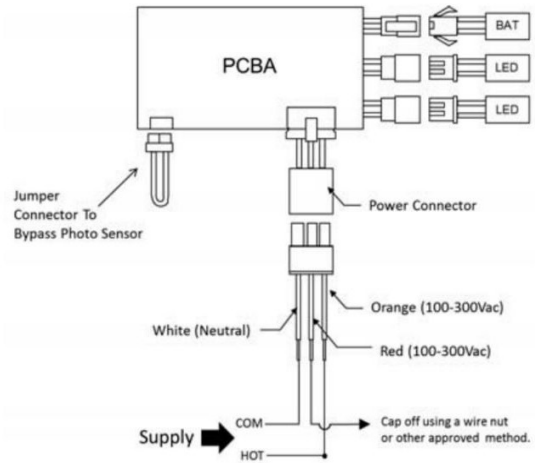 BAT
PCBA
LED
LED
Jumper
Connector To
Bypass Photo Sensor
Power Connector
Orange (100-300Vac)
White (Neutral)
Red (100-300Vac)
COM
Cap off using a wire nut
or other approved method.
Supply
HOT